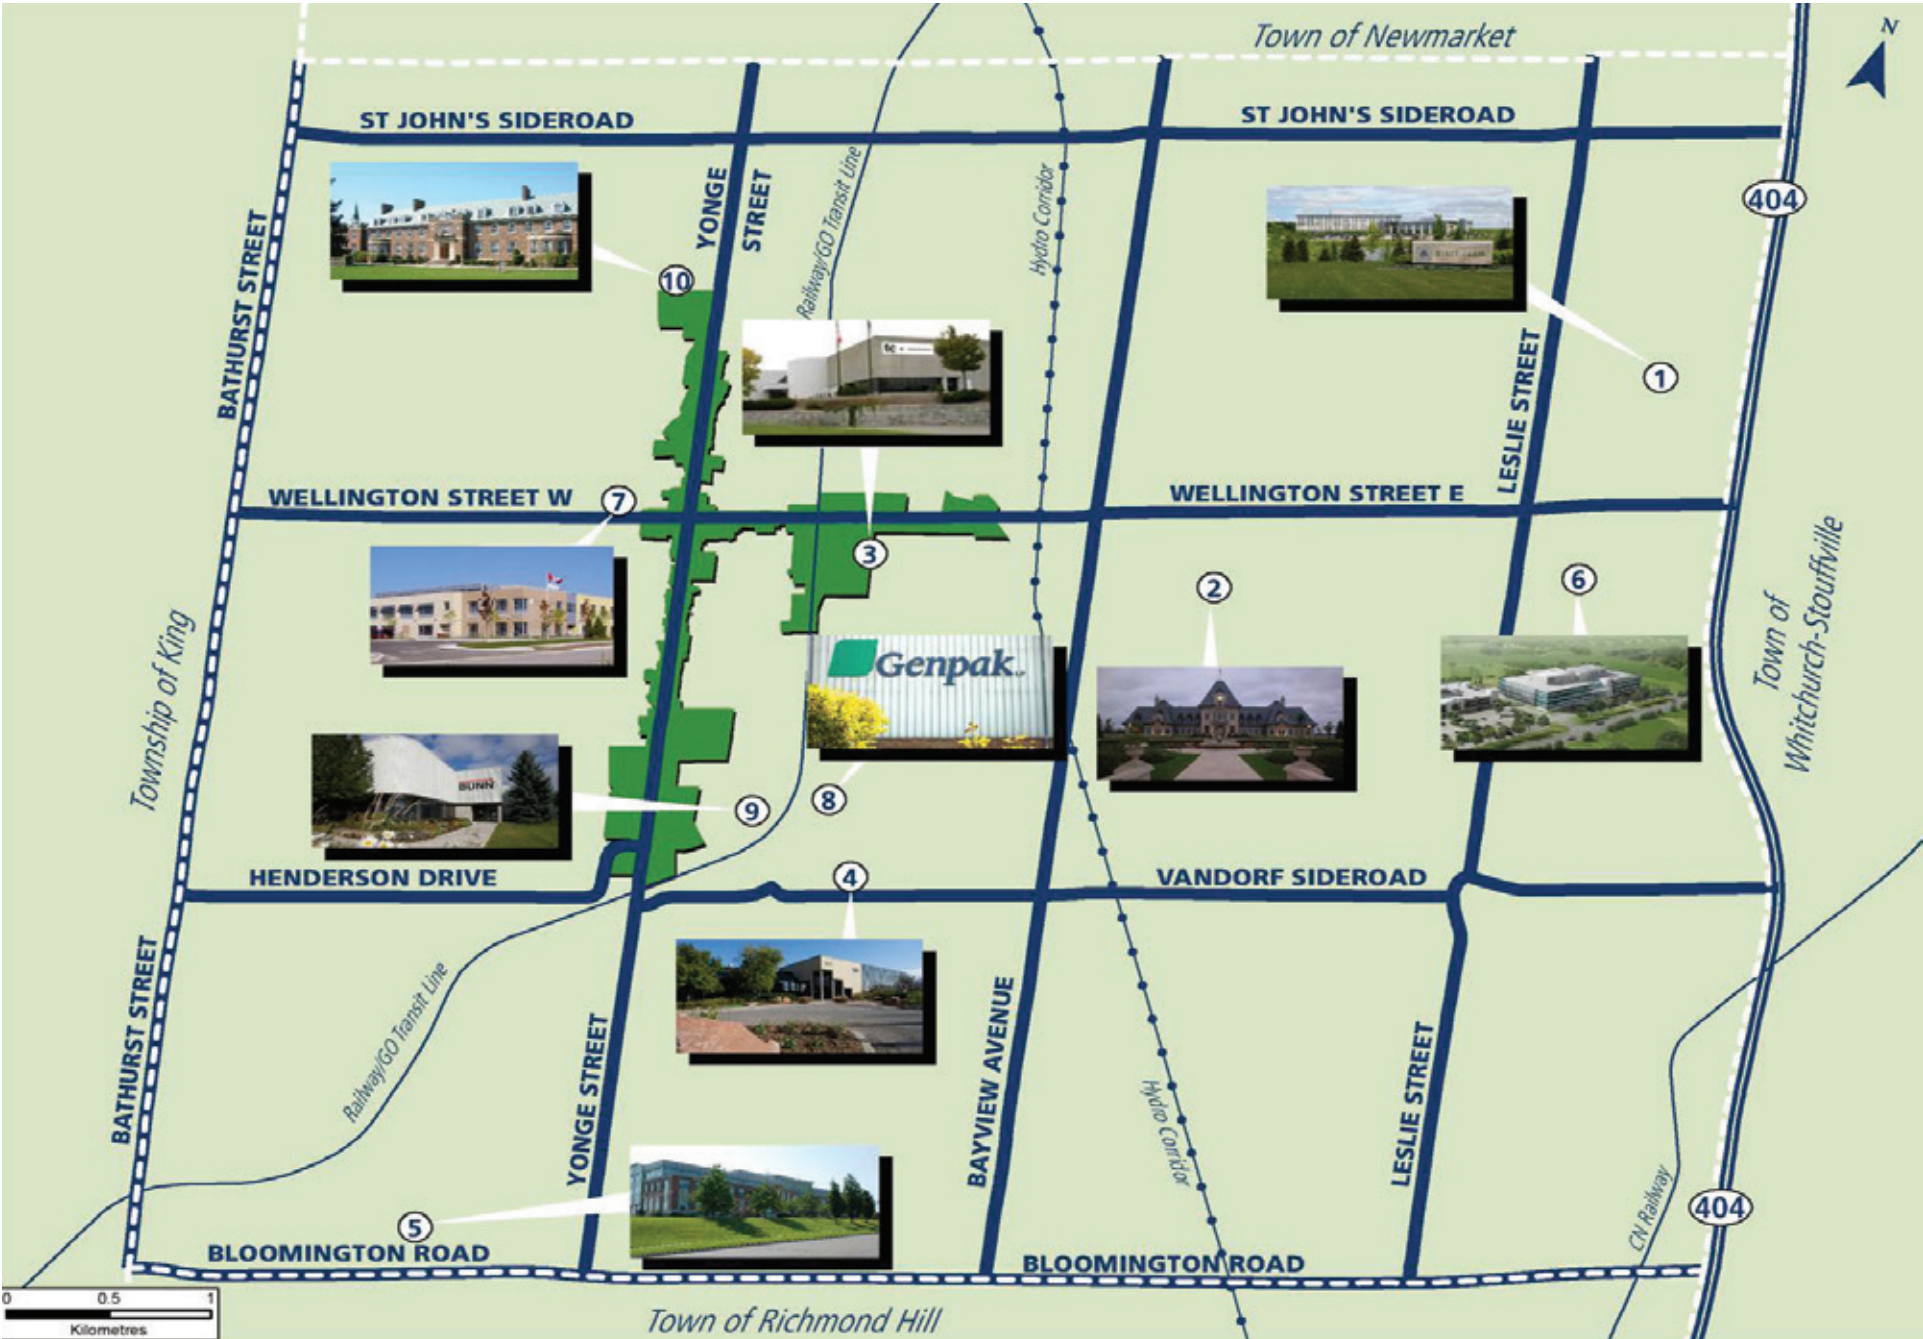 Town of Newmarket
N
ST JOHN'S SIDEROAD
ST JOHN'S SIDEROAD
404
YONGE
STREET
Railway/GO Transit Line
Hydro Corridor
BATHURST STREET
10
1
LESLIE STREET
WELLINGTON STREET W
7
WELLINGTON STREET E
3
2
6
Genpak
Township of King
Town of
Whitchurch-Stouffville
BUNN
9
8
HENDERSON DRIVE
4
VANDORF SIDEROAD
BATHURST STREET
Railway/GO Transit Line
YONGE STREET
BAYVIEW AVENUE
Hydro Corridor
LESLIE STREET
CN Railway
404
5
BLOOMINGTON ROAD
BLOOMINGTON ROAD
0 0.5 1
Kilometres
Town of Richmond Hill